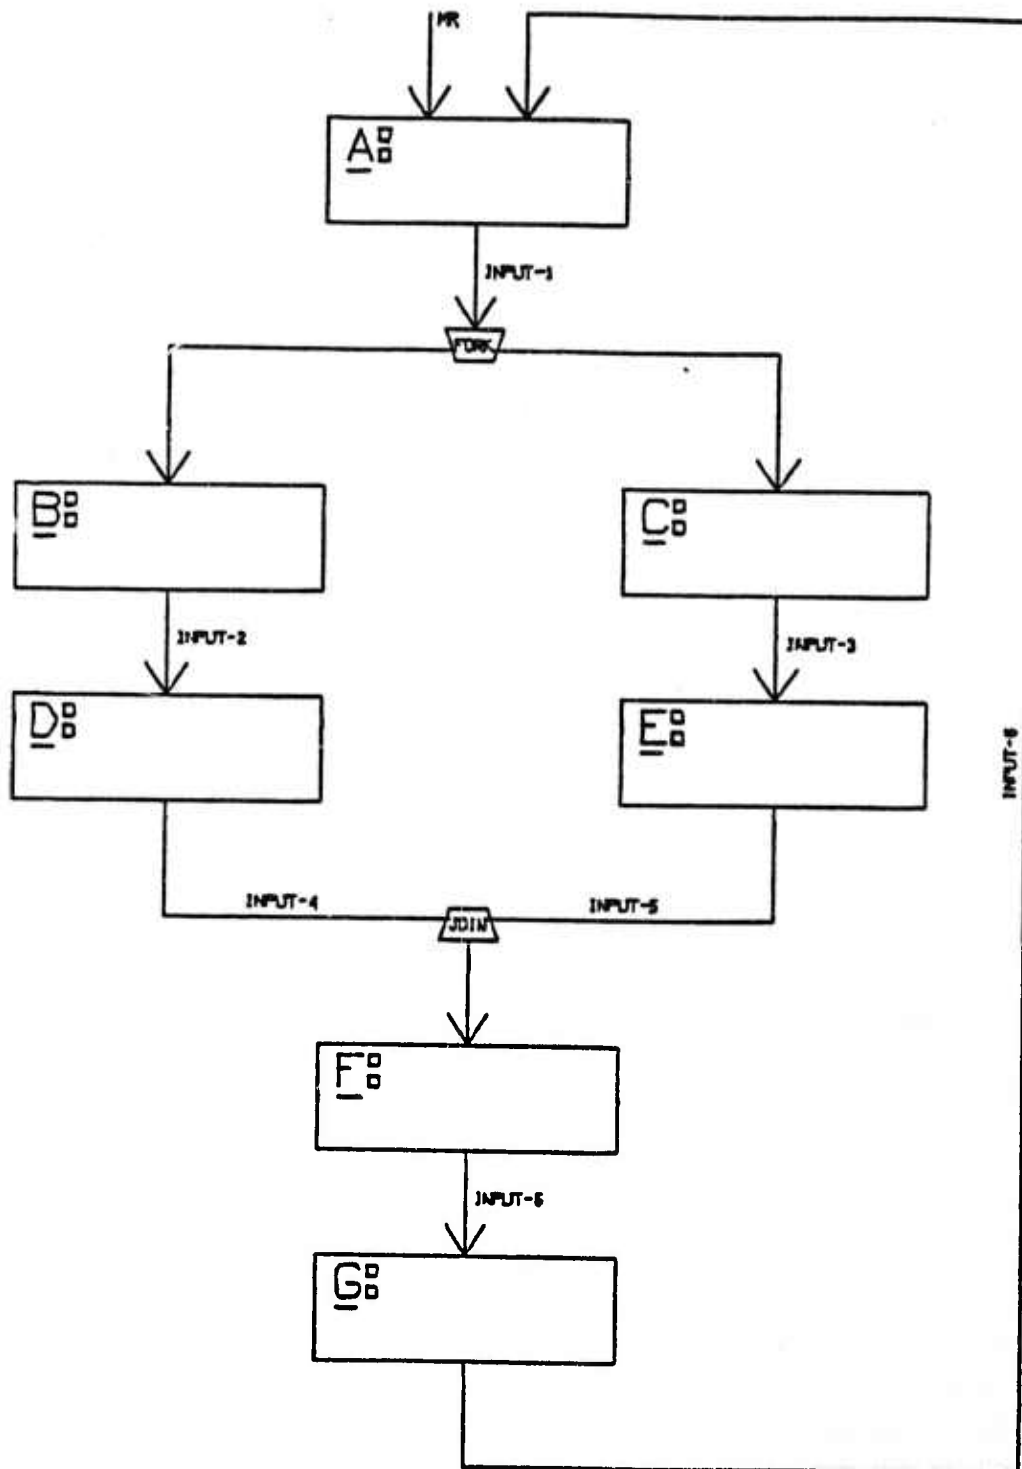 MR
A:
INPUT-1
FORK
B:
C:
INPUT-2
INPUT-3
D:
E:
INPUT-6
INPUT-4
INPUT-5
JOIN
F:
INPUT-6
G: